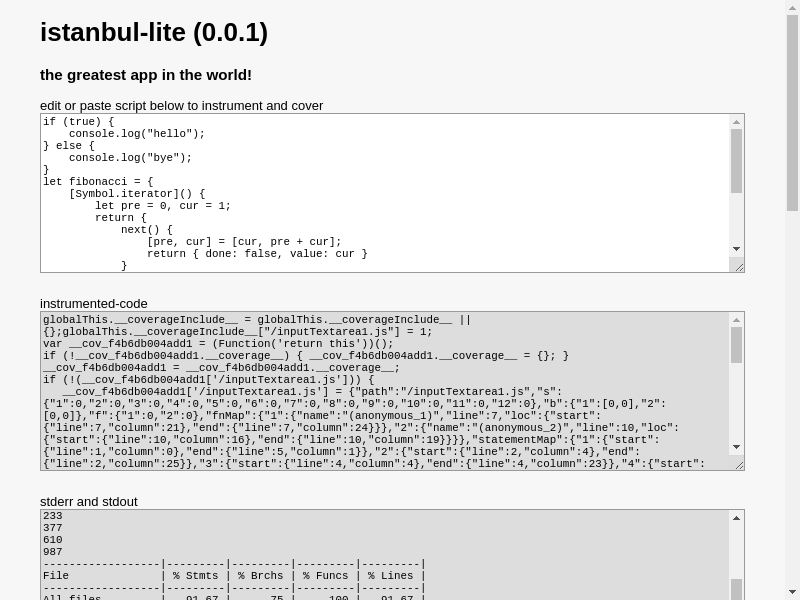 istanbul-lite (0.0.1)
the greatest app in the world!
edit or paste script below to instrument and cover
if (true) {
    console.log("hello");
} else {
    console.log("bye");
}
let fibonacci = {
    [Symbol.iterator]() {
        let pre = 0, cur = 1;
        return {
            next() {
                [pre, cur] = [cur, pre + cur];
                return { done: false, value: cur }
            }
instrumented-code
globalThis.__coverageInclude__ = globalThis.__coverageInclude__ ||
{};globalThis.__coverageInclude__["/inputTextarea1.js"] = 1;
var __cov_f4b6db004add1 = (Function('return this'))();
if (!__cov_f4b6db004add1.__coverage__) { __cov_f4b6db004add1.__coverage__ = {}; }
__cov_f4b6db004add1 = __cov_f4b6db004add1.__coverage__;
if (!(__cov_f4b6db004add1['/inputTextarea1.js'])) {
   __cov_f4b6db004add1['/inputTextarea1.js'] = {"path":"/inputTextarea1.js","s":
{"1":0,"2":0,"3":0,"4":0,"5":0,"6":0,"7":0,"8":0,"9":0,"10":0,"11":0,"12":0},"b":{"1":[0,0],"2":
[0,0]},"f":{"1":0,"2":0},"fnMap":{"1":{"name":"(anonymous_1)","line":7,"loc":{"start":
{"line":7,"column":21},"end":{"line":7,"column":24}}},"2":{"name":"(anonymous_2)","line":10,"loc":
{"start":{"line":10,"column":16},"end":{"line":10,"column":19}}}},"statementMap":{"1":{"start":
{"line":1,"column":0},"end":{"line":5,"column":1}},"2":{"start":{"line":2,"column":4},"end":
{"line":2,"column":25}},"3":{"start":{"line":4,"column":4},"end":{"line":4,"column":23}},"4":{"start":
stderr and stdout
233
377
610
987
------------------|---------|---------|---------|---------|
File              | % Stmts | % Brchs | % Funcs | % Lines |
------------------|---------|---------|---------|---------|
All files         |   91.67 |      75 |     100 |   91.67 |